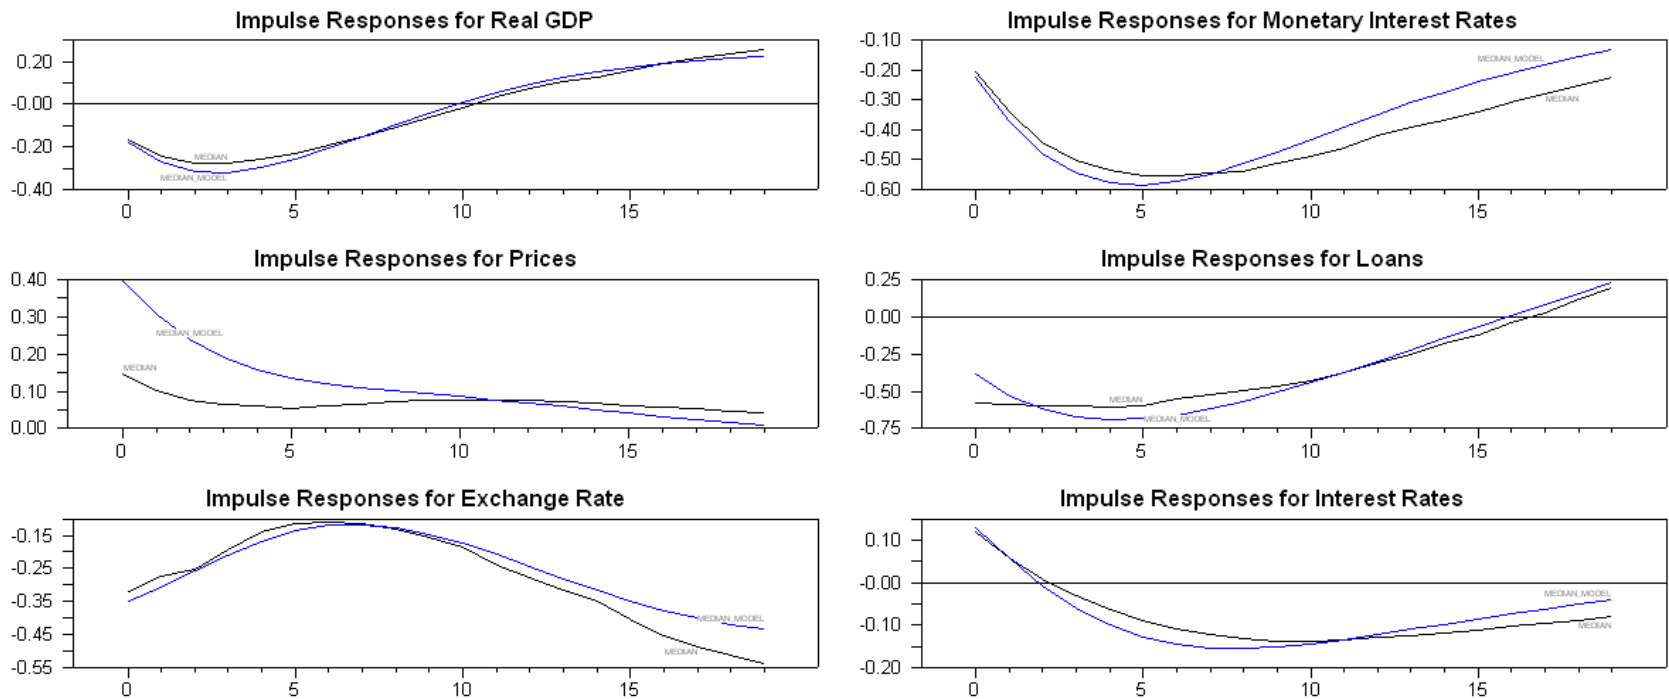 Impulse Responses for Real GDP
0.20
-0.00
-0.20
-0.40
MEDIAN
MEDIAN_MODEL
0 5 10 15
Impulse Responses for Monetary Interest Rates
-0.10
-0.20
-0.30
-0.40
-0.50
-0.60
MEDIAN_MODEL
MEDIAN
0 5 10 15
Impulse Responses for Prices
0.40
0.30
0.20
0.10
0.00
MEDIAN_MODEL
MEDIAN
0 5 10 15
Impulse Responses for Loans
0.25
0.00
-0.25
-0.50
-0.75
MEDIAN
MEDIAN_MODEL
0 5 10 15
Impulse Responses for Exchange Rate
-0.15
-0.25
-0.35
-0.45
-0.55
MEDIAN_MODEL
MEDIAN
0 5 10 15
Impulse Responses for Interest Rates
0.10
-0.00
-0.10
-0.20
MEDIAN_MODEL
MEDIAN
0 5 10 15